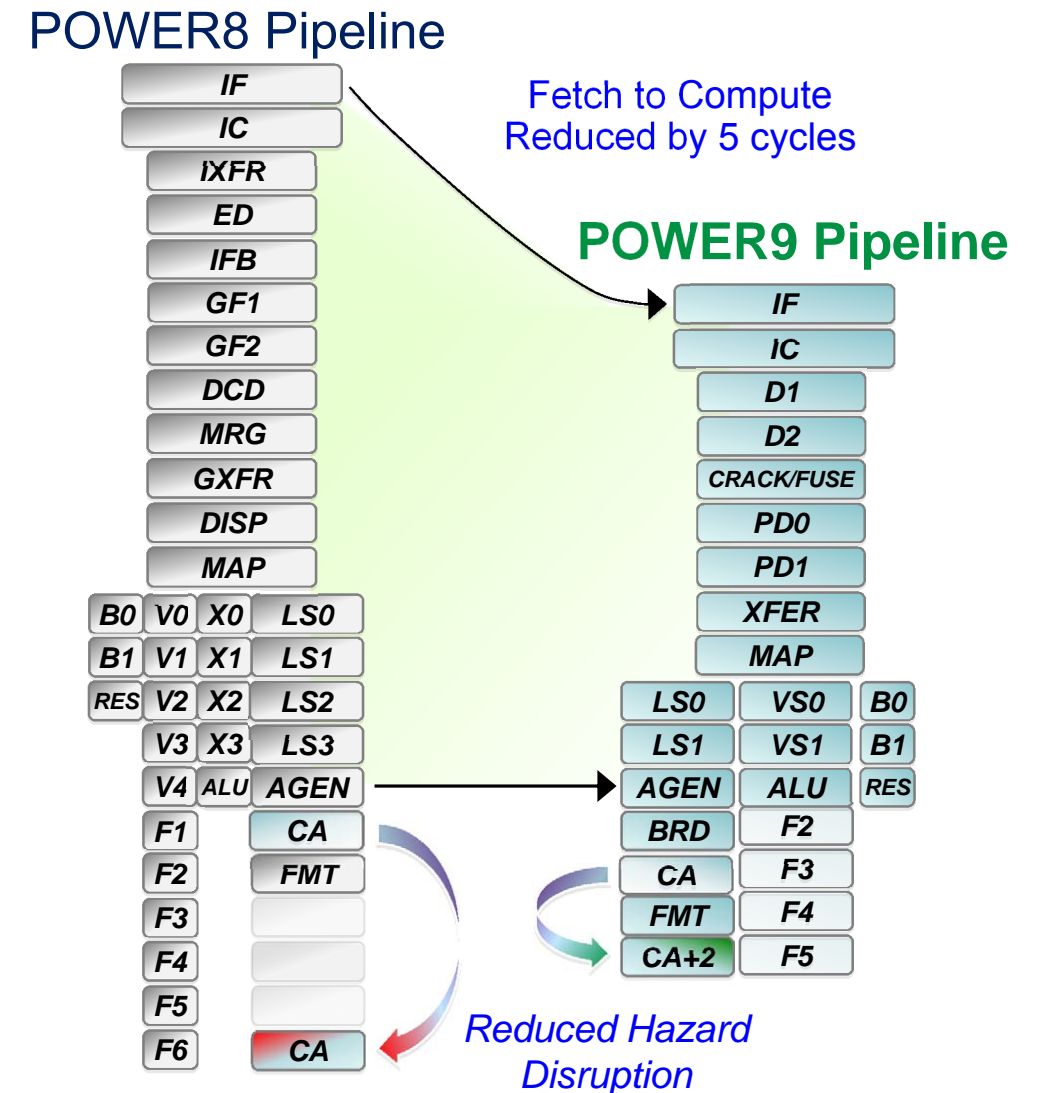 POWER8 Pipeline
IF
IC
IXFR
ED
IFB
GF1
GF2
DCD
MRG
GXFR
DISP
MAP
B0 V0 X0 LS0
B1 V1 X1 LS1
RES V2 X2 LS2
V3 X3 LS3
V4 ALU AGEN
F1 CA
F2 FMT
F3
F4
F5
F6 CA
Fetch to Compute
Reduced by 5 cycles
POWER9 Pipeline
IF
IC
D1
D2
CRACK/FUSE
PD0
PD1
XFER
MAP
LS0 VS0 B0
LS1 VS1 B1
AGEN ALU RES
BRD F2
CA F3
FMT F4
CA+2 F5
Reduced Hazard
Disruption